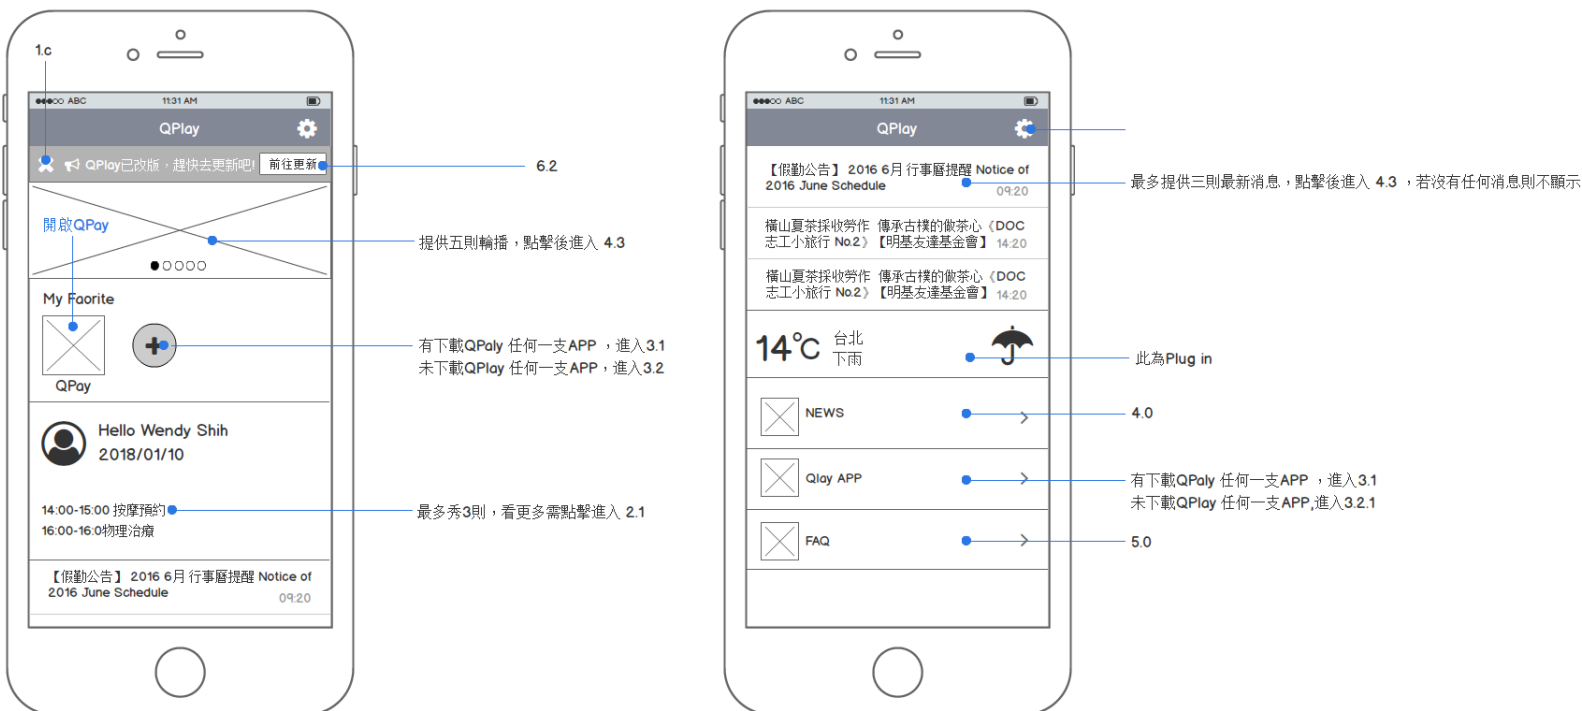 1.c
ABC 11:31 AM
QPlay
QPlay已改版，趕快去更新吧! 前往更新
6.2
開啟QPay
提供五則輪播，點擊後進入 4.3
My Faorite
QPay
有下載QPaly 任何一支APP ，進入3.1
未下載QPlay 任何一支APP，進入3.2
Hello Wendy Shih
2018/01/10
14:00-15:00 按摩預約
16:00-16:0物理治療
最多秀3則，看更多需點擊進入 2.1
【假勤公告】 2016 6月 行事曆提醒 Notice of
2016 June Schedule
09:20
ABC 11:31 AM
QPlay
【假勤公告】 2016 6月 行事曆提醒 Notice of
2016 June Schedule
09:20
最多提供三則最新消息，點擊後進入 4.3 ，若沒有任何消息則不顯示
橫山夏茶採收勞作 傳承古樸的做茶心《DOC
志工小旅行 No.2》【明基友達基金會】 14:20
橫山夏茶採收勞作 傳承古樸的做茶心《DOC
志工小旅行 No.2》【明基友達基金會】 14:20
14°C 台北
下雨
此為Plug in
NEWS
4.0
Qlay APP
有下載QPaly 任何一支APP ，進入3.1
未下載QPlay 任何一支APP,進入3.2.1
FAQ
5.0